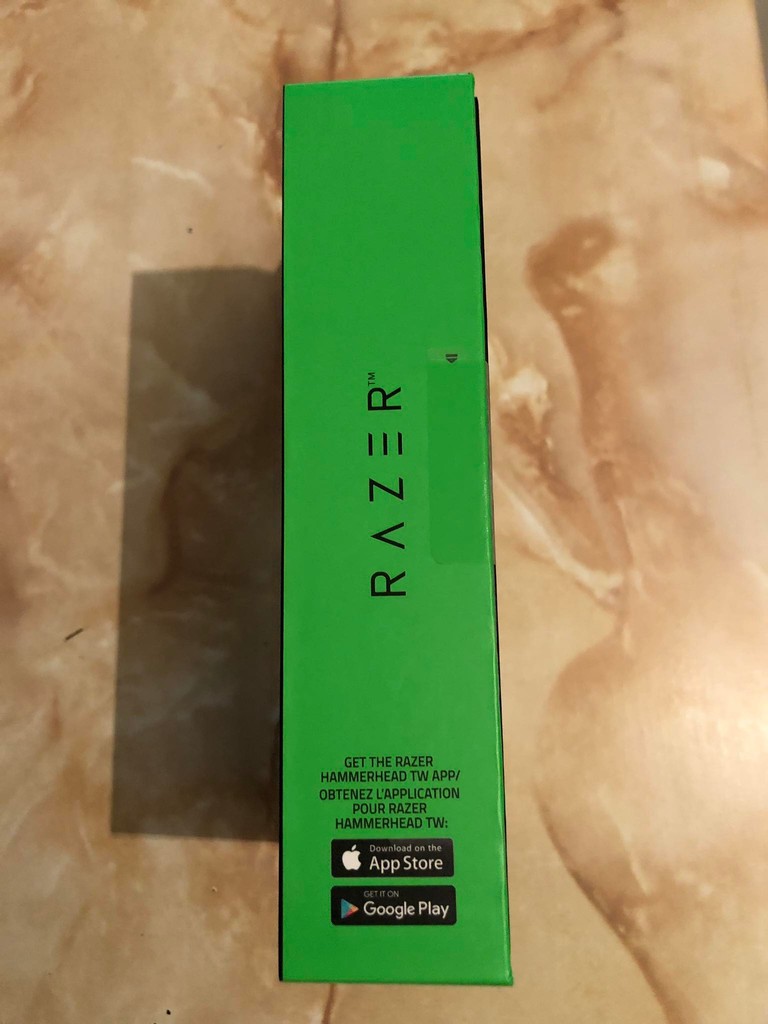 RAZER™
GET THE RAZER
HAMMERHEAD TW APP/
OBTENEZ L'APPLICATION
POUR RAZER
HAMMERHEAD TW:
Download on the
App Store
GET IT ON
Google Play